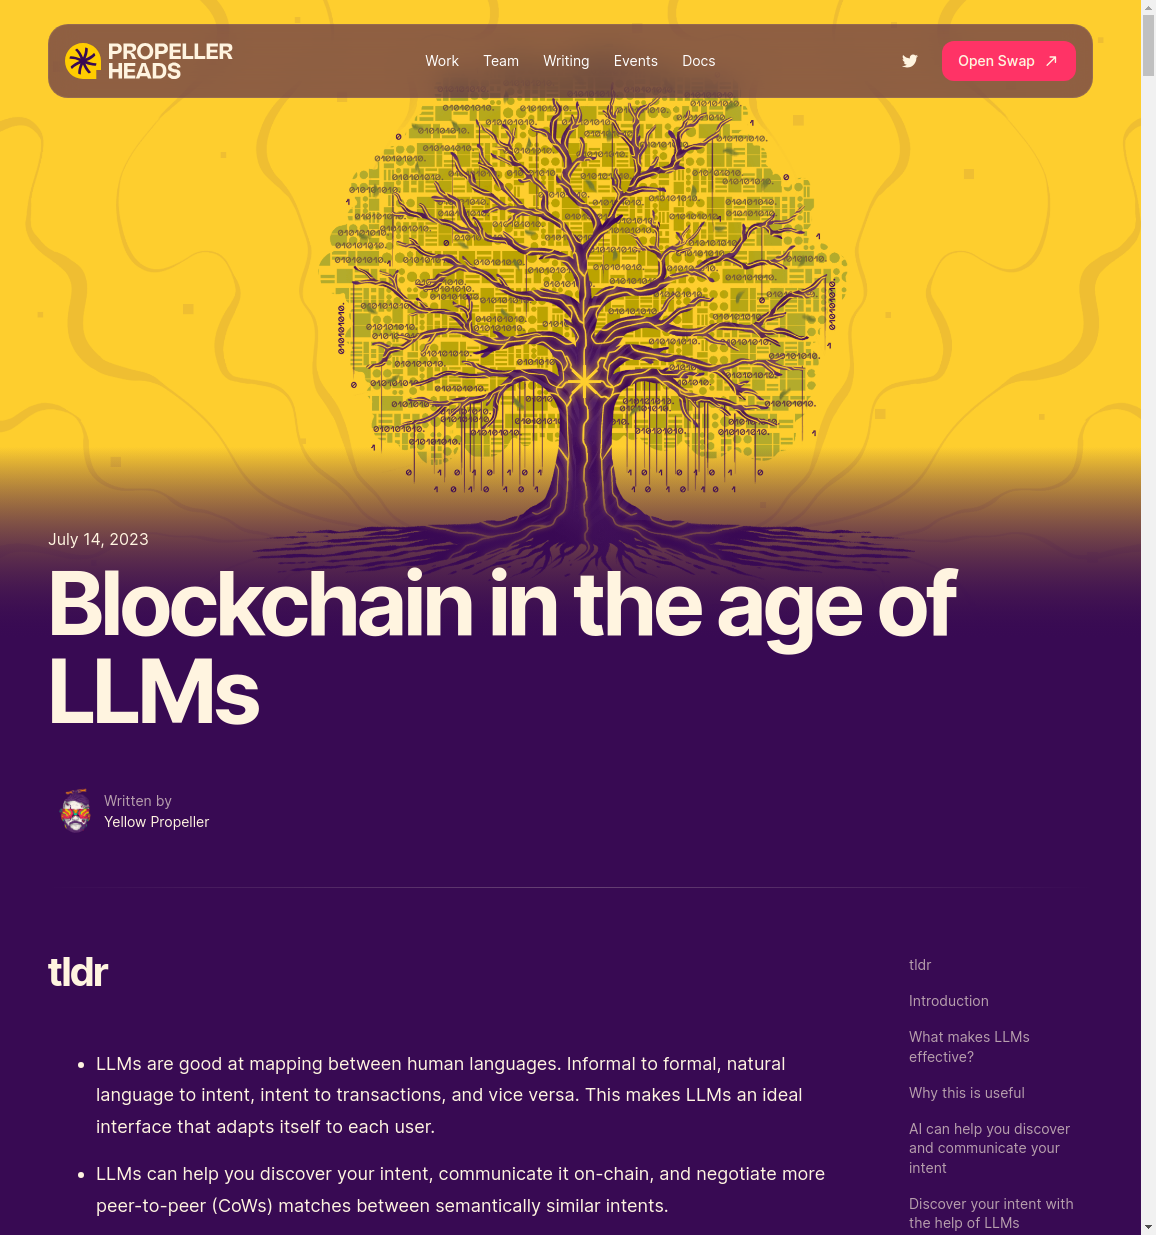 PROPELLER
HEADS
Work
Team
Writing
Events
Docs
Open Swap
July 14, 2023
Blockchain in the age of
LLMs
Written by
Yellow Propeller
tldr
LLMs are good at mapping between human languages. Informal to formal, natural
language to intent, intent to transactions, and vice versa. This makes LLMs an ideal
interface that adapts itself to each user.
LLMs can help you discover your intent, communicate it on-chain, and negotiate more
peer-to-peer (CoWs) matches between semantically similar intents.
tldr
Introduction
What makes LLMs
effective?
Why this is useful
AI can help you discover
and communicate your
intent
Discover your intent with
the help of LLMs